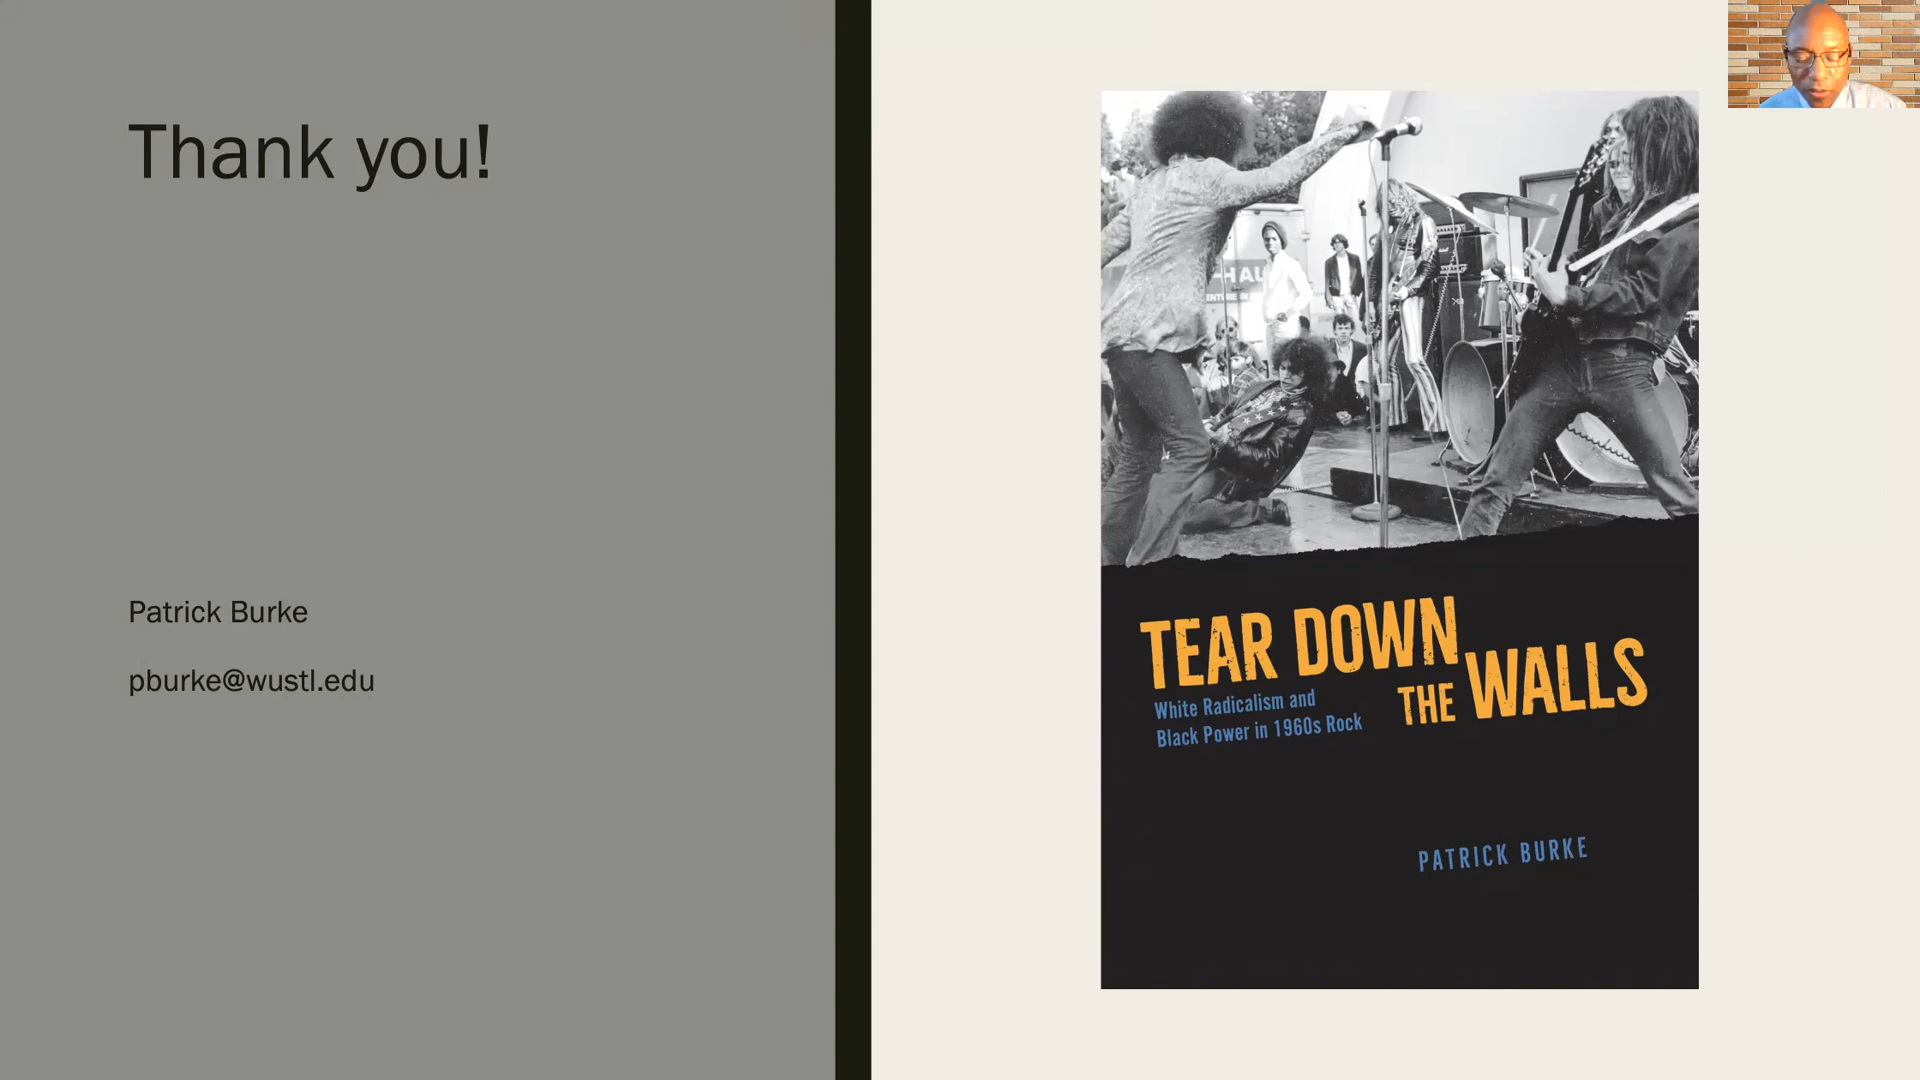 Thank you!
Patrick Burke
pburke@wustl.edu
TEAR DOWN
THE WALLS
White Radicalism and
Black Power in 1960s Rock
PATRICK BURKE